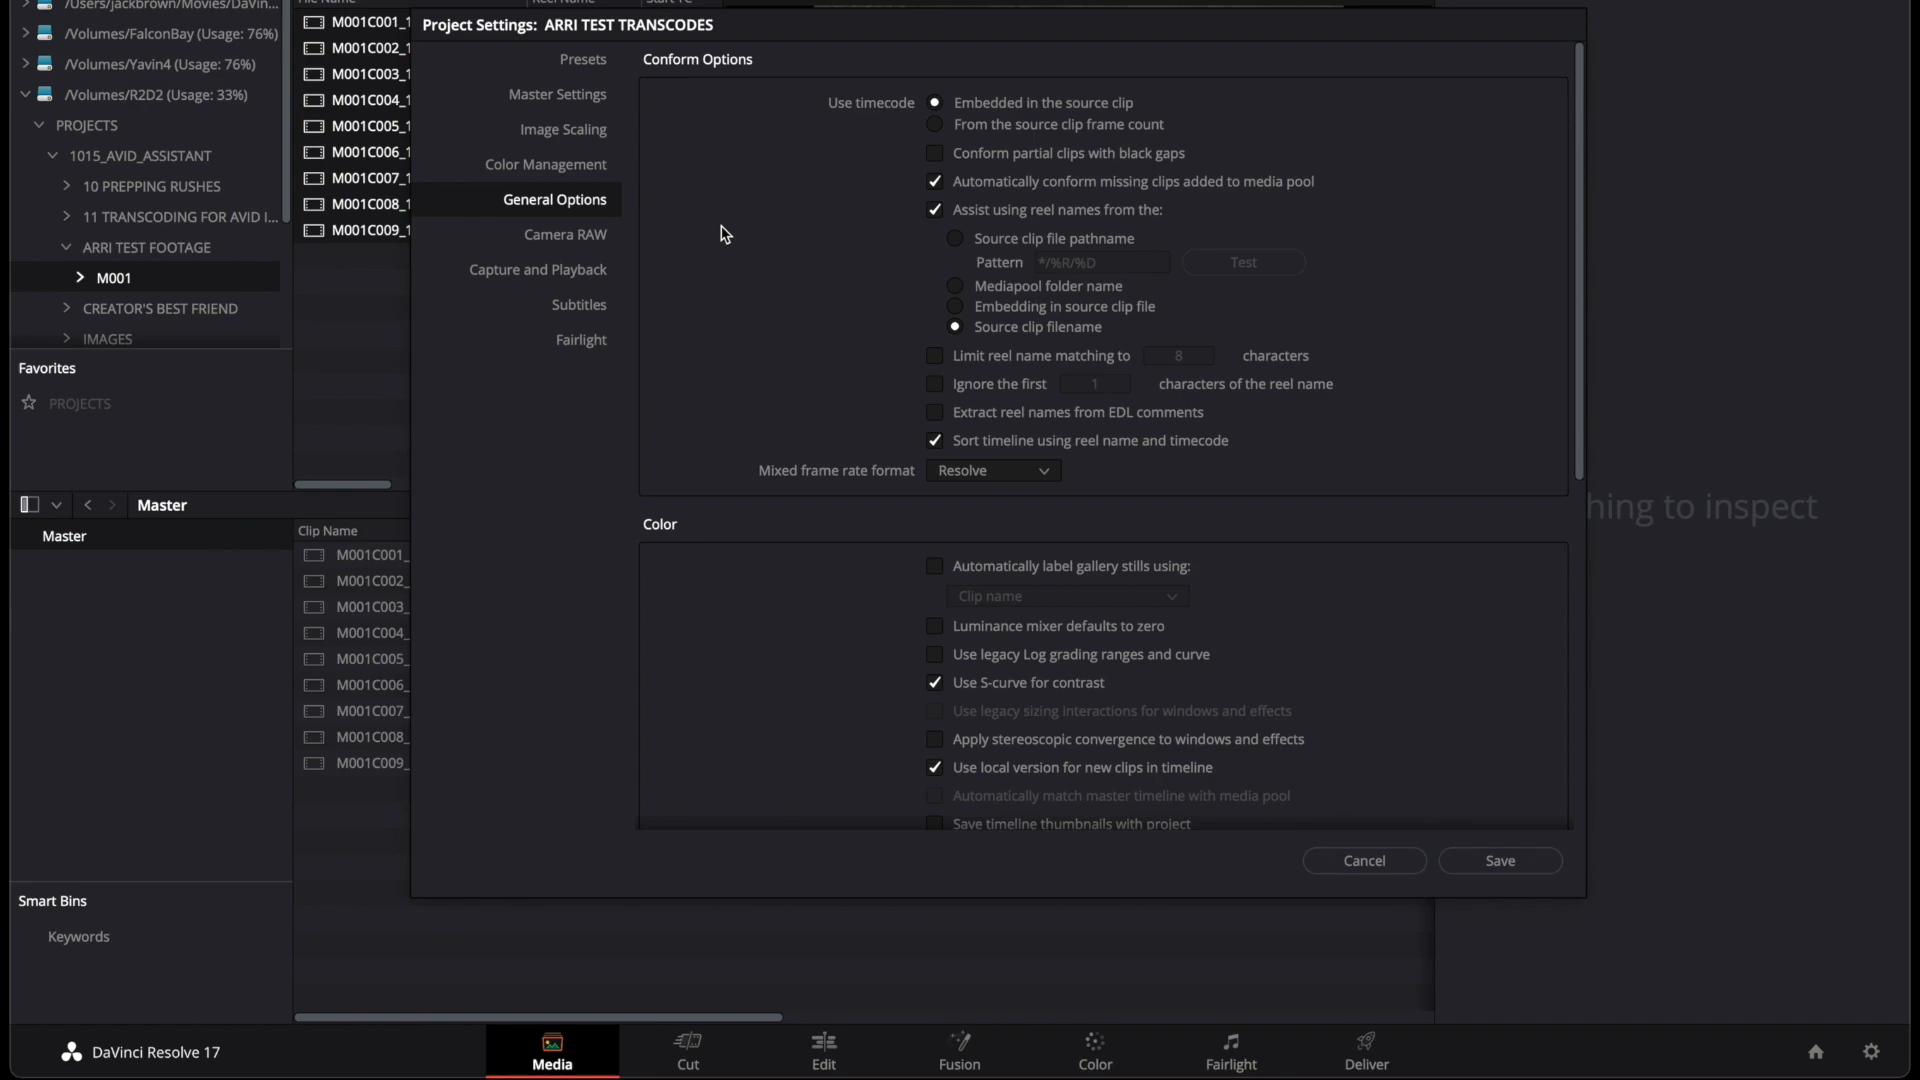 /Users/jackbrown/Movies/DaVin...
/Volumes/FalconBay (Usage: 76%)
/Volumes/Yavin4 (Usage: 76%)
/Volumes/R2D2 (Usage: 33%)
PROJECTS
1015_AVID_ASSISTANT
10 PREPPING RUSHES
11 TRANSCODING FOR AVID I...
ARRI TEST FOOTAGE
M001
CREATOR'S BEST FRIEND
IMAGES
Favorites
PROJECTS
File Name
Reel Name
Start TC
M001C001_1
M001C002_1
M001C003_1
M001C004_1
M001C005_1
M001C006_1
M001C007_1
M001C008_1
M001C009_1
Master
Master
Clip Name
M001C001_
M001C002_
M001C003_
M001C004_
M001C005_
M001C006_
M001C007_
M001C008_
M001C009_
Smart Bins
Keywords
Project Settings: ARRI TEST TRANSCODES
Presets
Master Settings
Image Scaling
Color Management
General Options
Camera RAW
Capture and Playback
Subtitles
Fairlight
Conform Options
Use timecode
Embedded in the source clip
From the source clip frame count
Conform partial clips with black gaps
Automatically conform missing clips added to media pool
Assist using reel names from the:
Source clip file pathname
Pattern */%R/%D Test
Mediapool folder name
Embedding in source clip file
Source clip filename
Limit reel name matching to 8 characters
Ignore the first 1 characters of the reel name
Extract reel names from EDL comments
Sort timeline using reel name and timecode
Mixed frame rate format Resolve
Color
Automatically label gallery stills using:
Clip name
Luminance mixer defaults to zero
Use legacy Log grading ranges and curve
Use S-curve for contrast
Use legacy sizing interactions for windows and effects
Apply stereoscopic convergence to windows and effects
Use local version for new clips in timeline
Automatically match master timeline with media pool
Save timeline thumbnails with project
Cancel
Save
hing to inspect
DaVinci Resolve 17
Media
Cut
Edit
Fusion
Color
Fairlight
Deliver